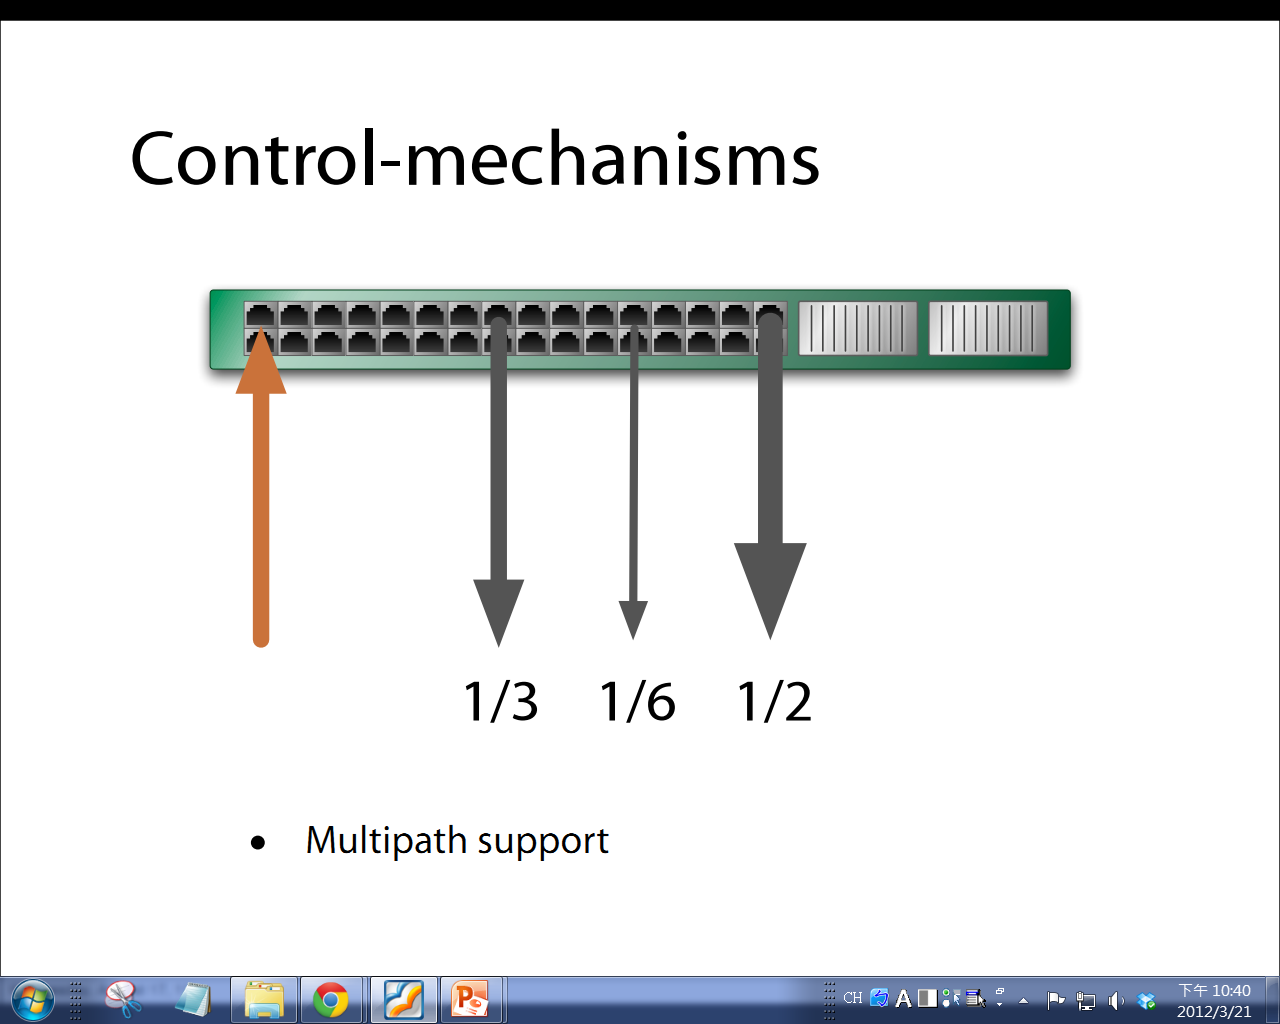 Control-mechanisms
1/3 1/6 1/2
• Multipath support
CH A
下午 10:40
2012/3/21